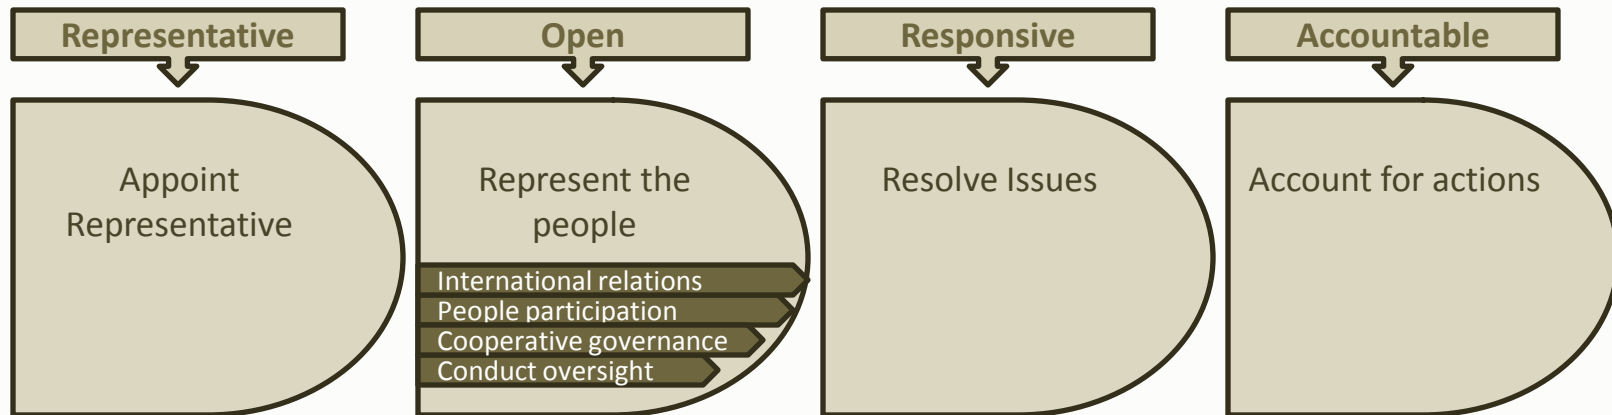 Representative
Open
Responsive
Accountable
Appoint
Representative
Represent the
people
International relations
People participation
Cooperative governance
Conduct oversight
Resolve Issues
Account for actions